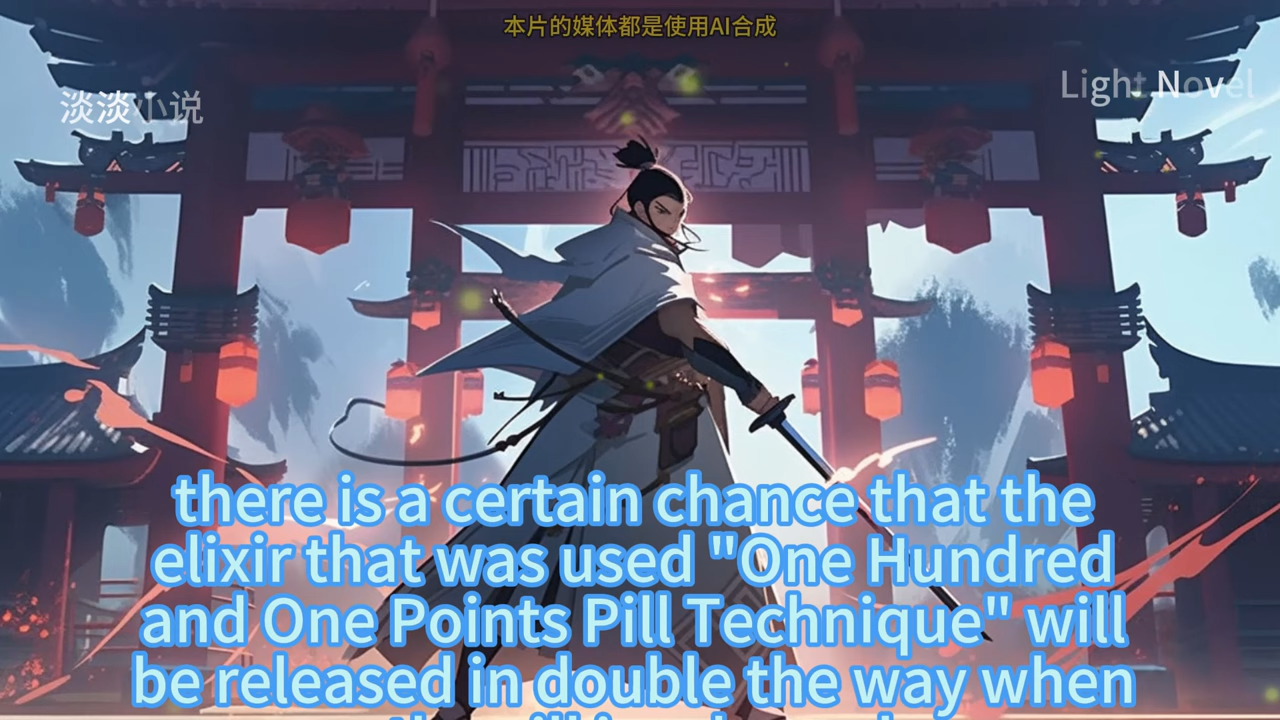 本片的媒体都是使用AI合成
淡淡小说
Light Novel
there is a certain chance that the
elixir that was used "One Hundred
and One Points Pill Technique" will
be released in double the way when